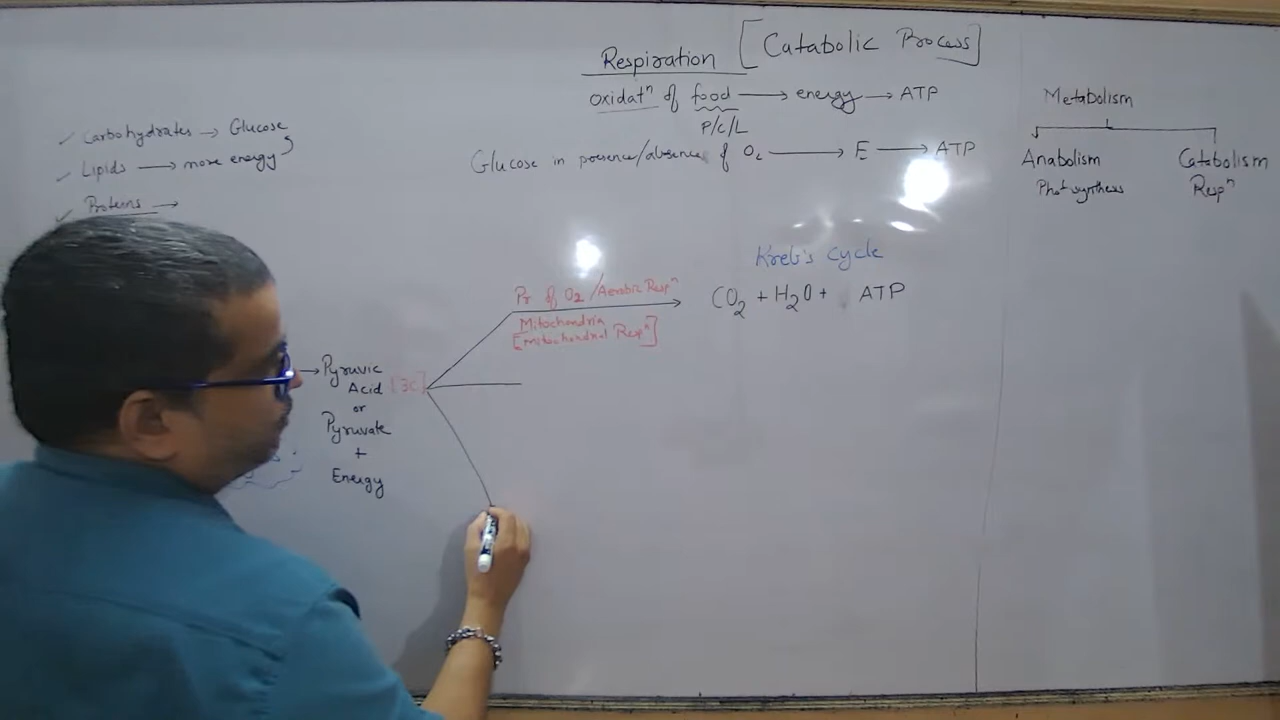 Respiration [Catabolic Process]
oxidatⁿ of food → energy → ATP
P/C/L
Glucose in presence/absence of O₂ → E → ATP
Carbohydrates → Glucose
Lipids → more energy
Proteins →
Metabolism
Anabolism Catabolism
Photosynthesis Respⁿ
Kreb's Cycle
Pr of O₂ / Aerobic Respⁿ
CO₂ + H₂O + ATP
Mitochondria
[Mitochondrial Respⁿ]
→ Pyruvic
Acid [3C]
or
Pyruvate
+
Energy